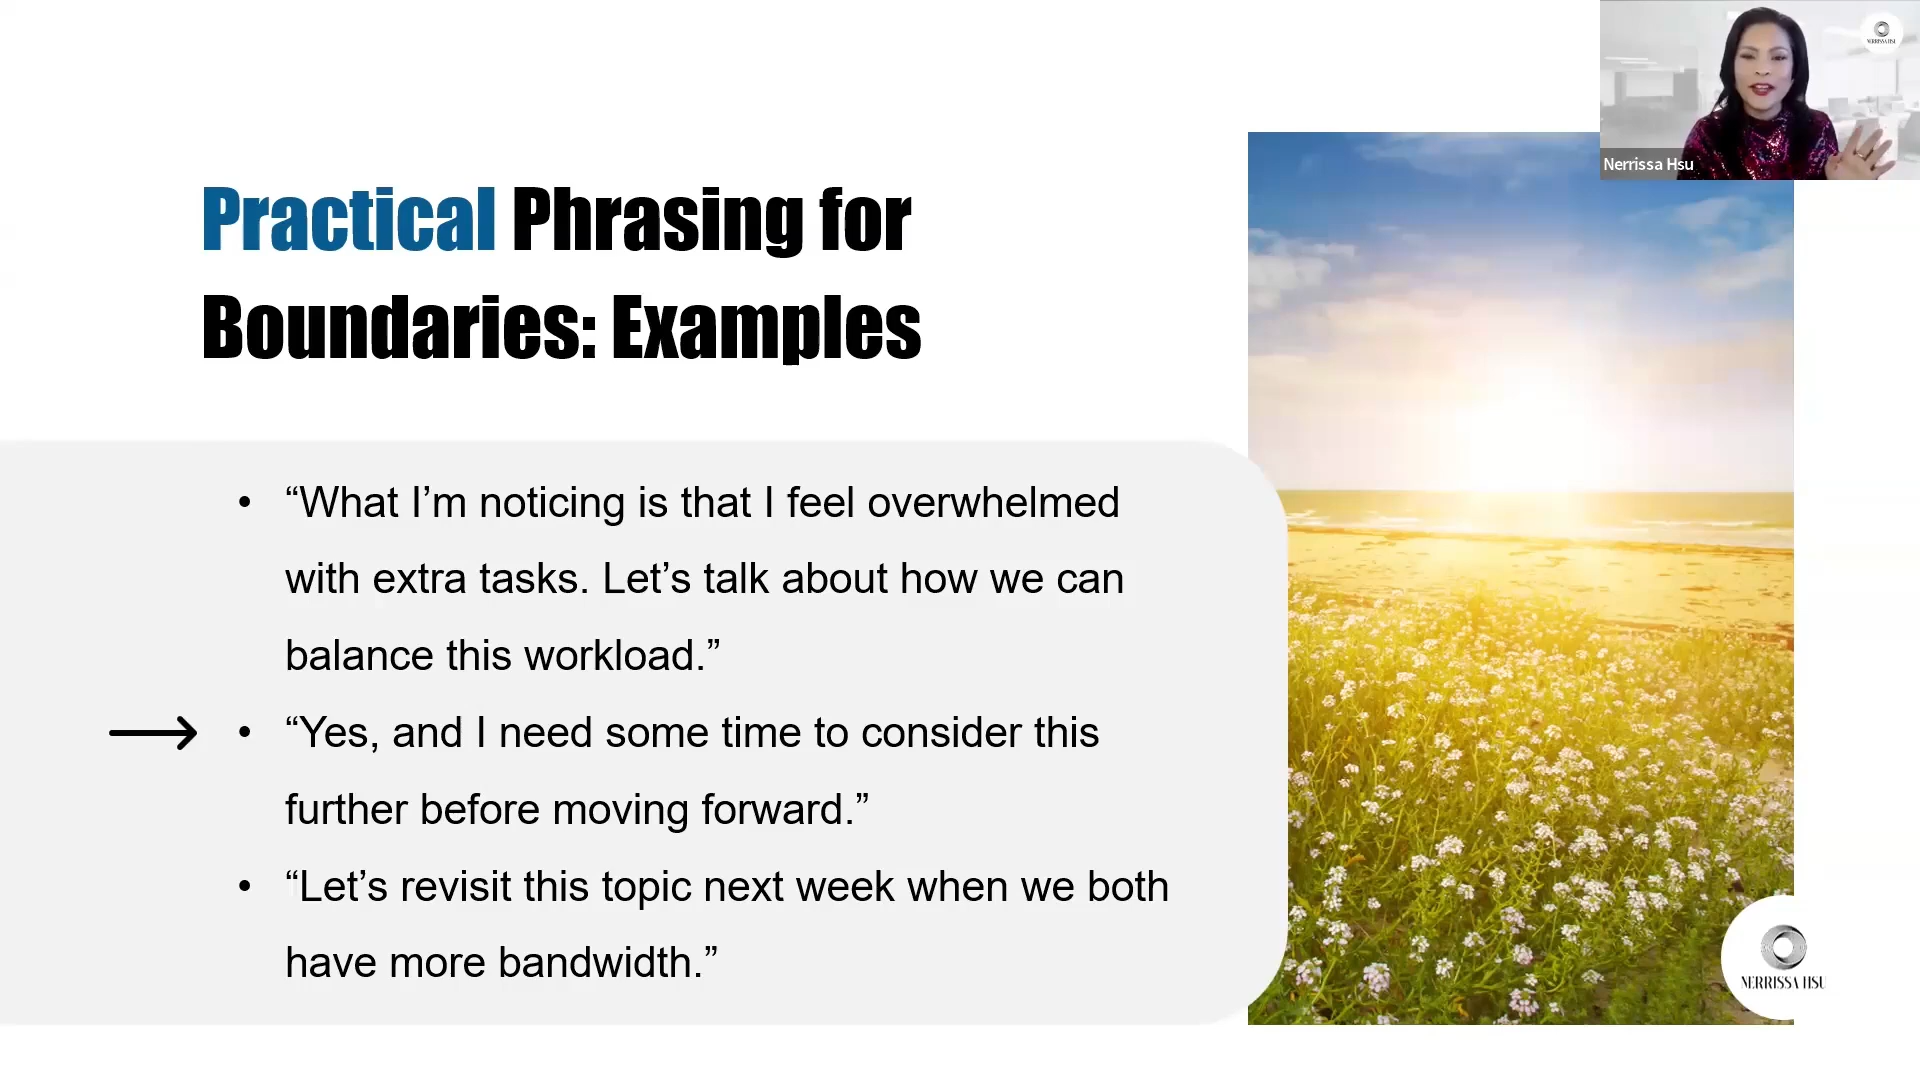 NERRISSA HSU
Nerrissa Hsu
Practical Phrasing for
Boundaries: Examples
• “What I’m noticing is that I feel overwhelmed
with extra tasks. Let’s talk about how we can
balance this workload.”
• “Yes, and I need some time to consider this
further before moving forward.”
• “Let’s revisit this topic next week when we both
have more bandwidth.”
NERRISSA HSU